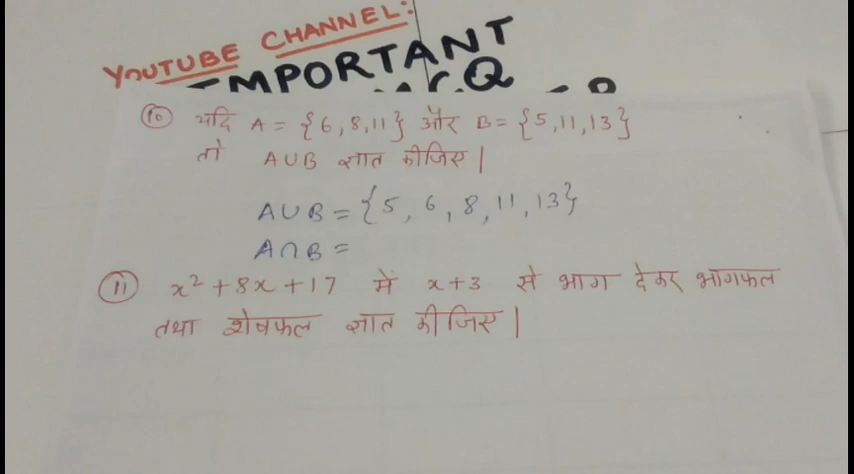 YOUTUBE CHANNEL:
IMPORTANT
10 यदि A = {6, 8, 11} और B = {5, 11, 13}
तो A∪B ज्ञात कीजिए।
A∪B = {5, 6, 8, 11, 13}
A∩B =
11 x² + 8x + 17 में x + 3 से भाग देकर भागफल
तथा शेषफल ज्ञात कीजिए।